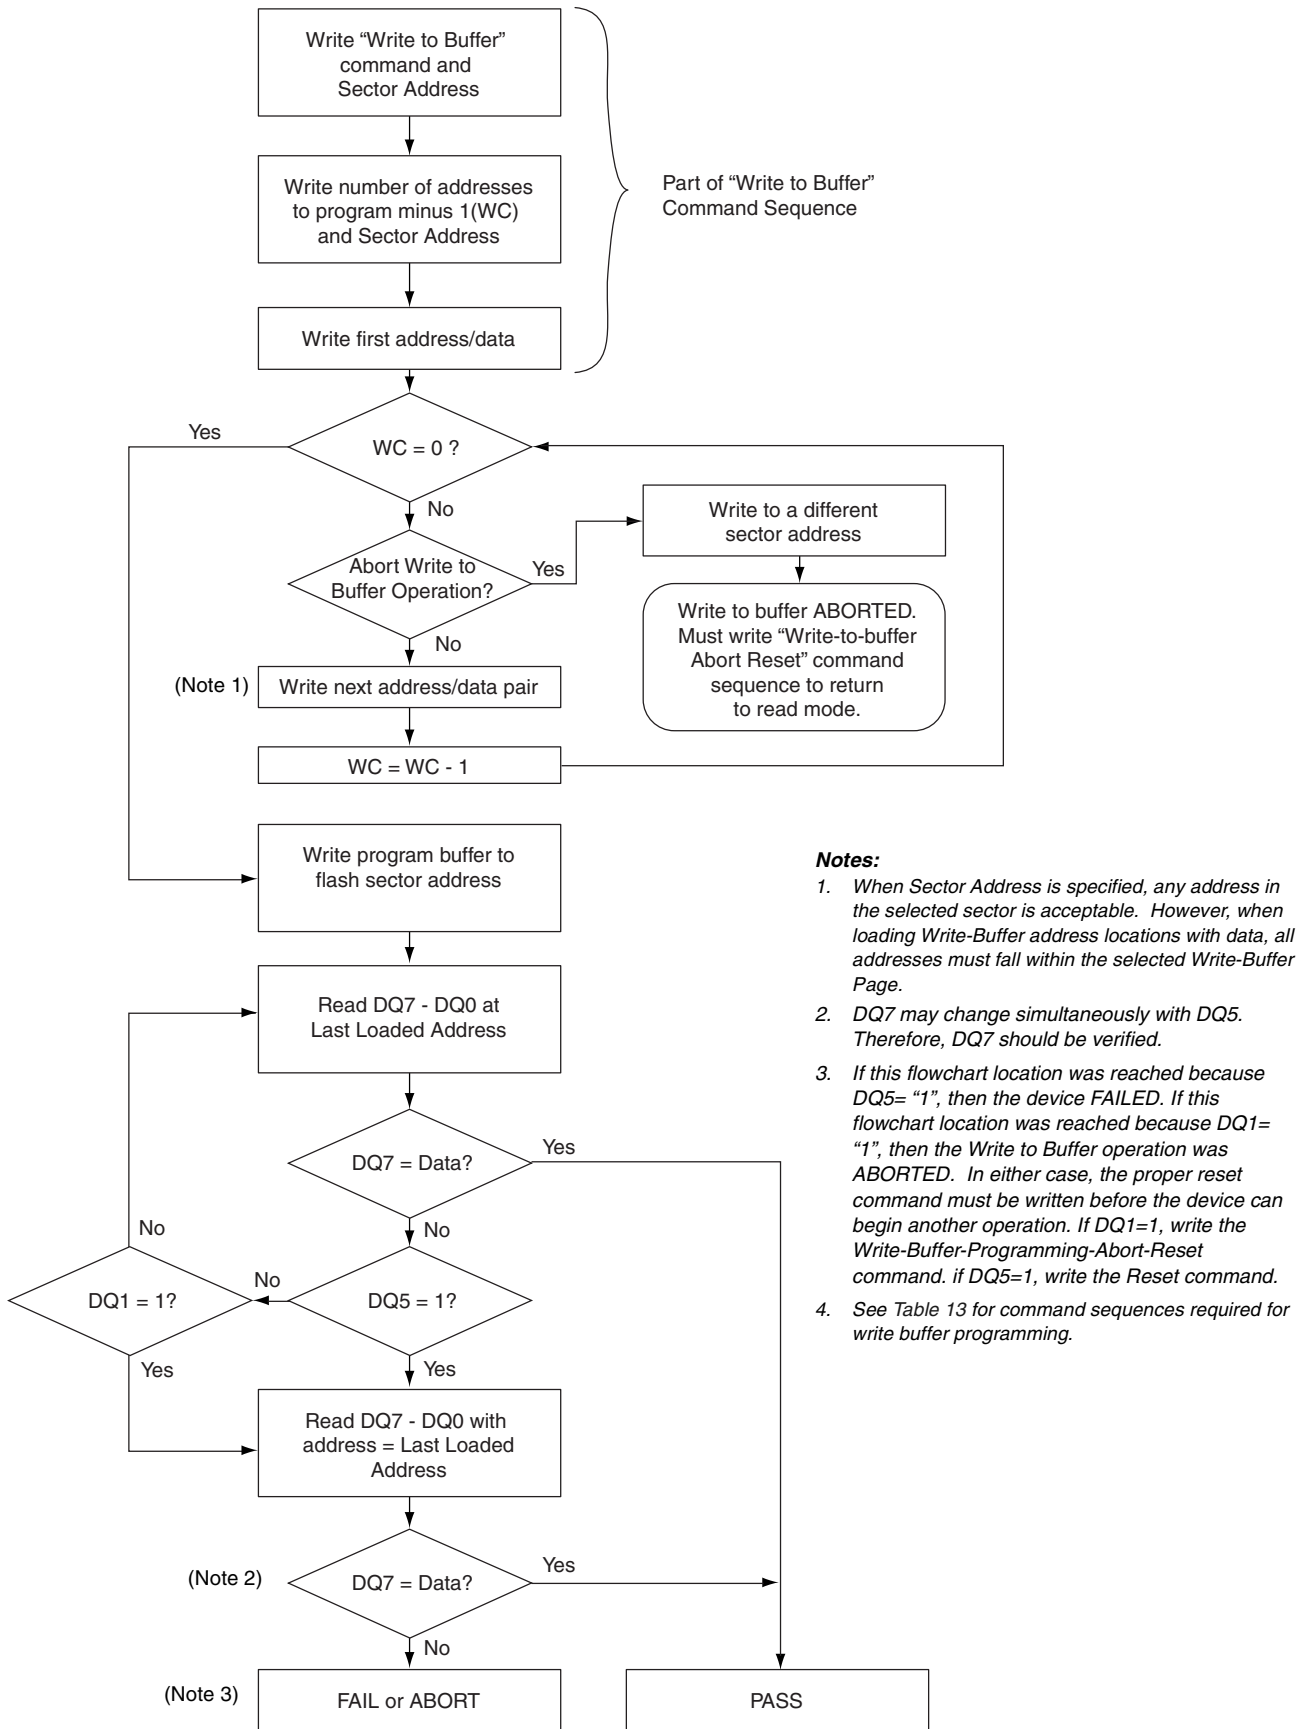 Write “Write to Buffer”
command and
Sector Address
Write number of addresses
to program minus 1(WC)
and Sector Address
Part of “Write to Buffer”
Command Sequence
Write first address/data
Yes
WC = 0 ?
No
Write to a different
sector address
Abort Write to
Buffer Operation?
Yes
Write to buffer ABORTED.
Must write “Write-to-buffer
Abort Reset” command
sequence to return
to read mode.
No
(Note 1)
Write next address/data pair
WC = WC - 1
Write program buffer to
flash sector address
Read DQ7 - DQ0 at
Last Loaded Address
DQ7 = Data?
Yes
No
No
DQ1 = 1?
No
DQ5 = 1?
Yes
Yes
Read DQ7 - DQ0 with
address = Last Loaded
Address
(Note 2)
DQ7 = Data?
Yes
No
(Note 3)
FAIL or ABORT
PASS
Notes:
1. When Sector Address is specified, any address in
the selected sector is acceptable. However, when
loading Write-Buffer address locations with data, all
addresses must fall within the selected Write-Buffer
Page.
2. DQ7 may change simultaneously with DQ5.
Therefore, DQ7 should be verified.
3. If this flowchart location was reached because
DQ5= “1”, then the device FAILED. If this
flowchart location was reached because DQ1=
“1”, then the Write to Buffer operation was
ABORTED. In either case, the proper reset
command must be written before the device can
begin another operation. If DQ1=1, write the
Write-Buffer-Programming-Abort-Reset
command. if DQ5=1, write the Reset command.
4. See Table 13 for command sequences required for
write buffer programming.